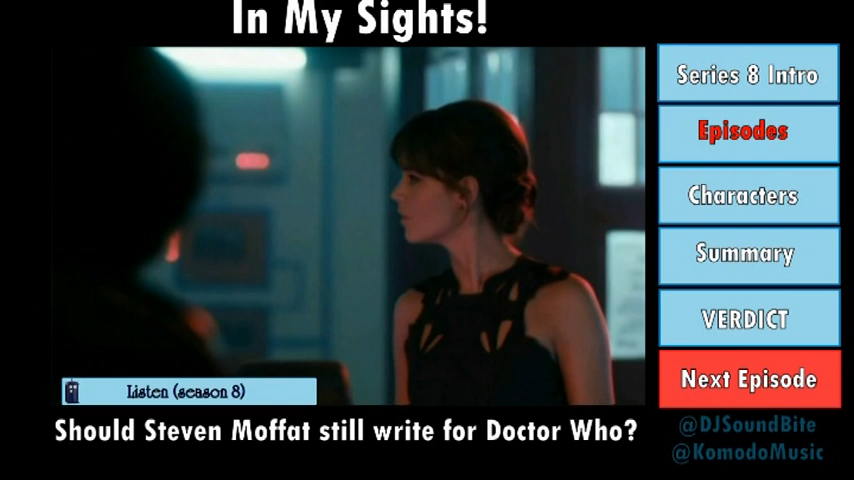 In My Sights!
Series 8 Intro
Episodes
Characters
Summary
VERDICT
Next Episode
Listen (season 8)
Should Steven Moffat still write for Doctor Who?
@DJSoundBite
@KomodoMusic